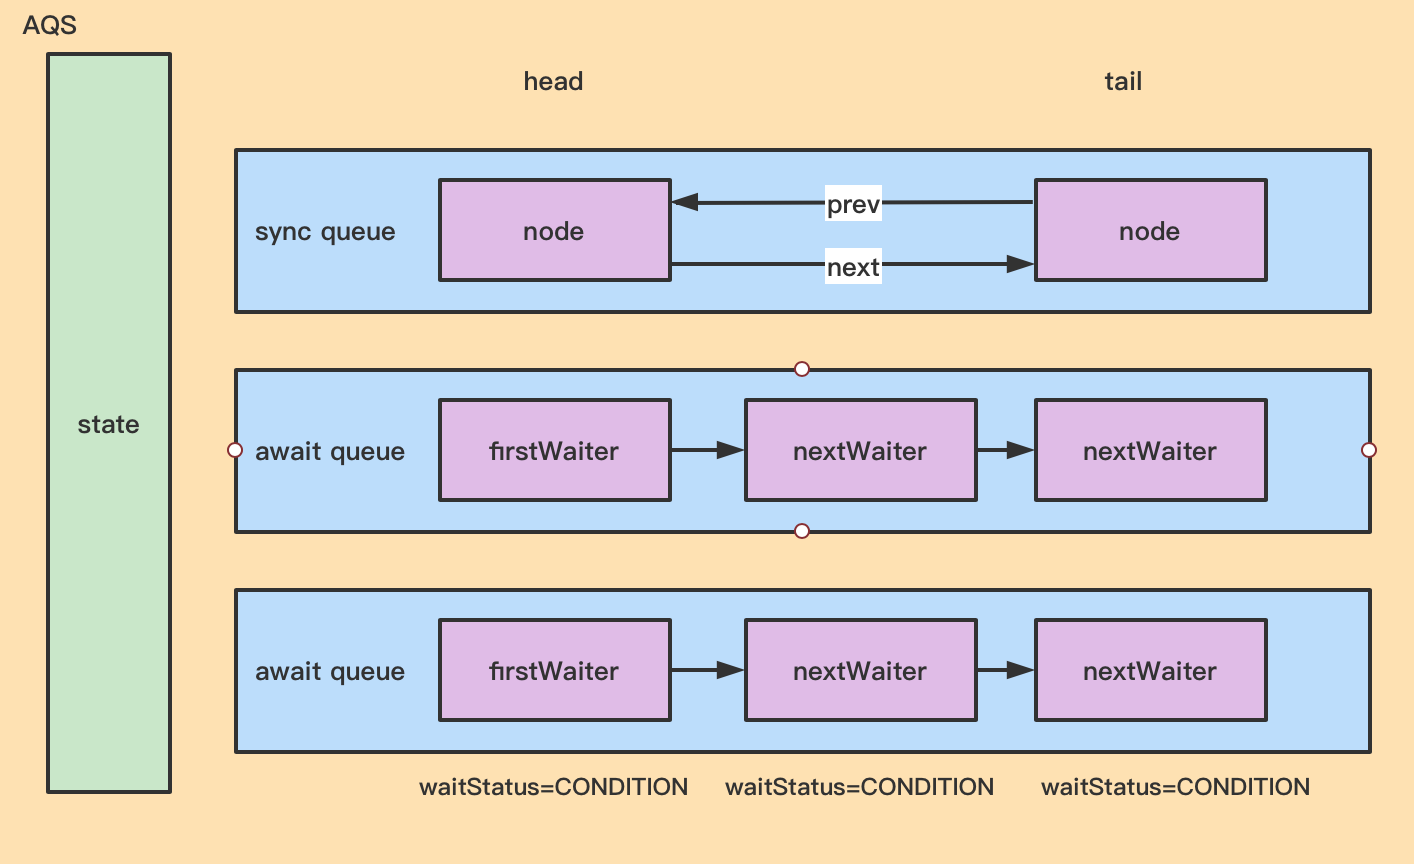 AQS
head
tail
sync queue
node
prev
next
node
state
await queue
firstWaiter
nextWaiter
nextWaiter
await queue
firstWaiter
nextWaiter
nextWaiter
waitStatus=CONDITION
waitStatus=CONDITION
waitStatus=CONDITION